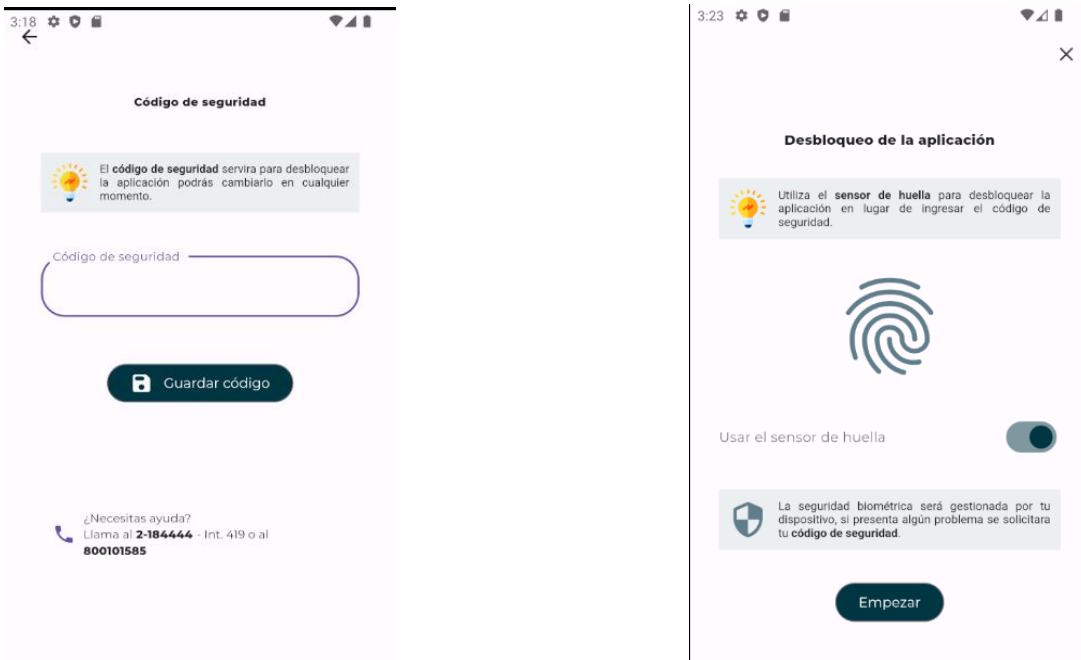 3:18
Código de seguridad
El código de seguridad servira para desbloquear
la aplicación podrás cambiarlo en cualquier
momento.
Código de seguridad
Guardar código
¿Necesitas ayuda?
Llama al 2-184444 - Int. 419 o al
800101585
3:23
Desbloqueo de la aplicación
Utiliza el sensor de huella para desbloquear la
aplicación en lugar de ingresar el código de
seguridad.
Usar el sensor de huella
La seguridad biométrica será gestionada por tu
dispositivo, si presenta algún problema se solicitara
tu código de seguridad.
Empezar